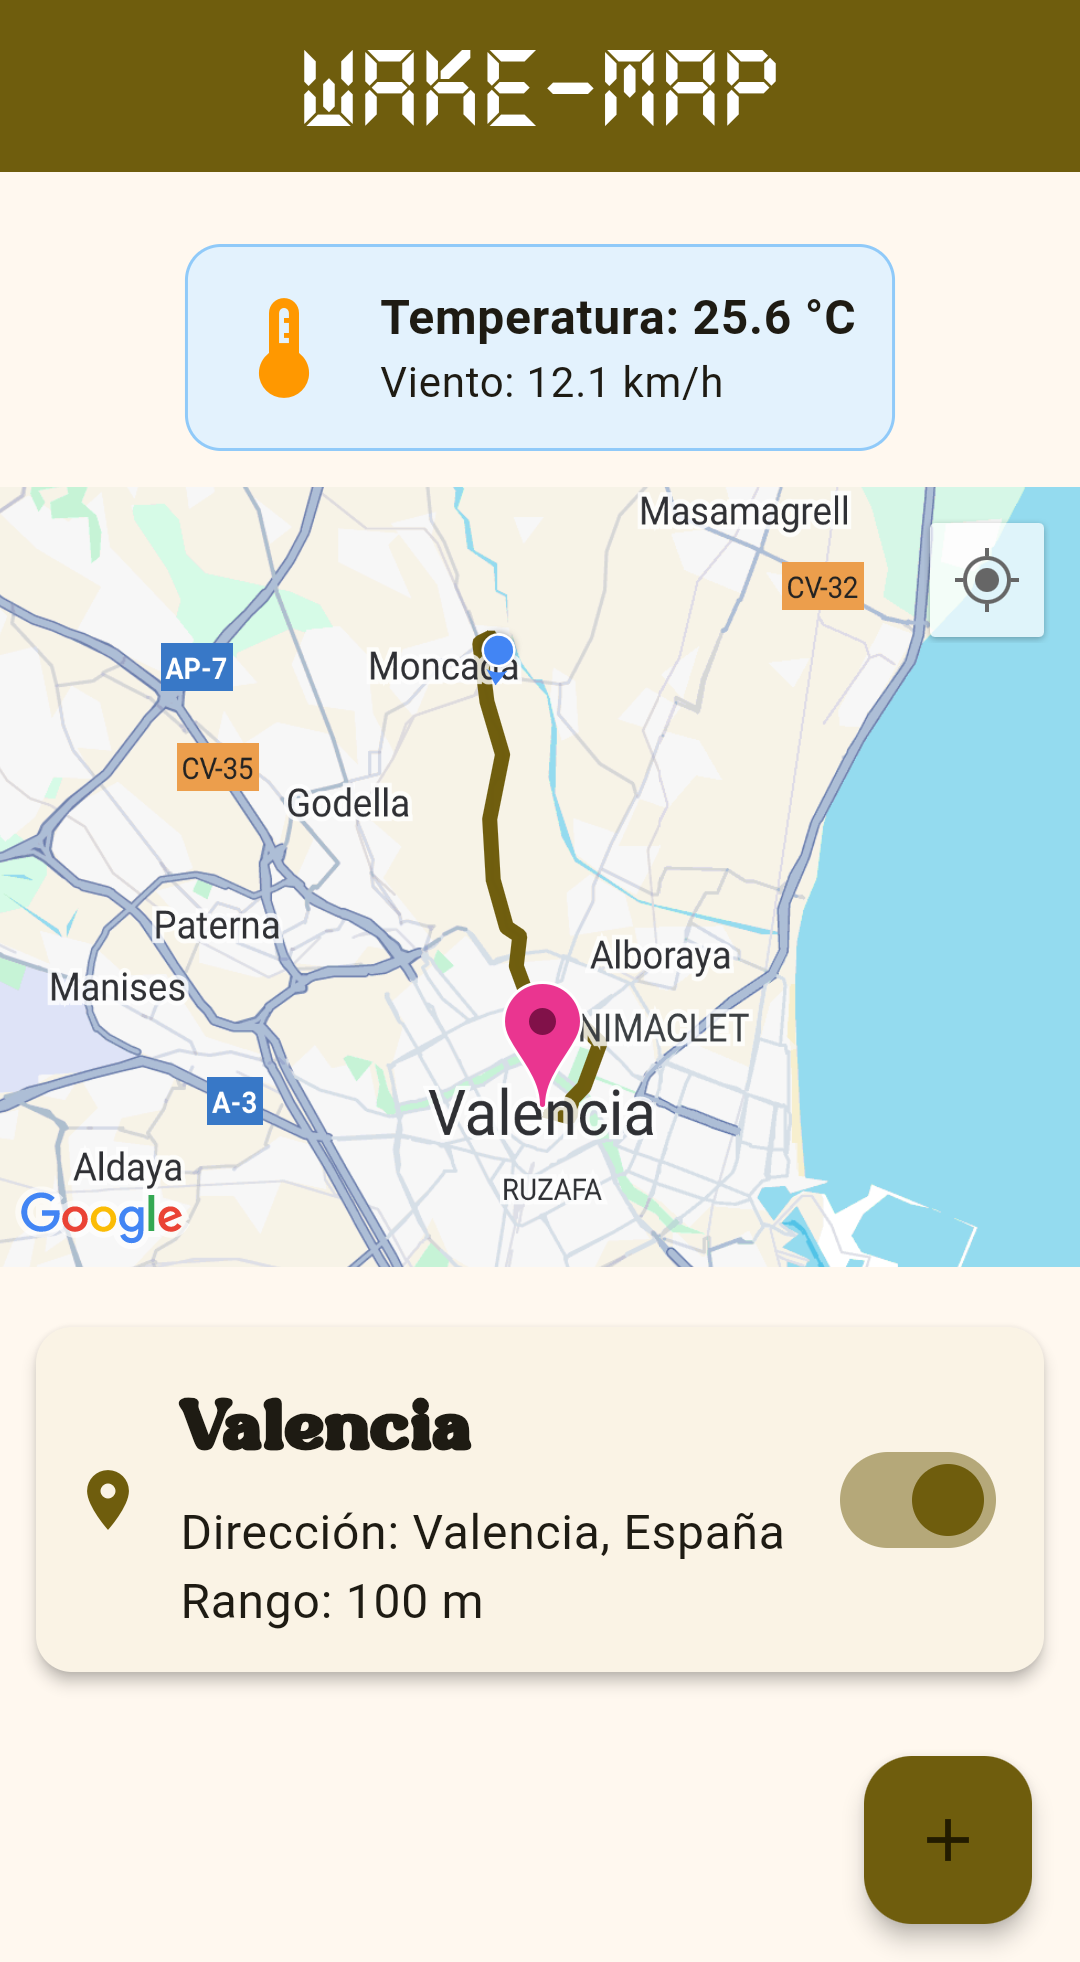 WAKE-MAP
Temperatura: 25.6 °C
Viento: 12.1 km/h
Masamagrell
CV-32
AP-7
Moncada
CV-35
Godella
Paterna
Alboraya
Manises
NIMACLET
A-3
Valencia
Aldaya
RUZAFA
Google
Valencia
Dirección: Valencia, España
Rango: 100 m